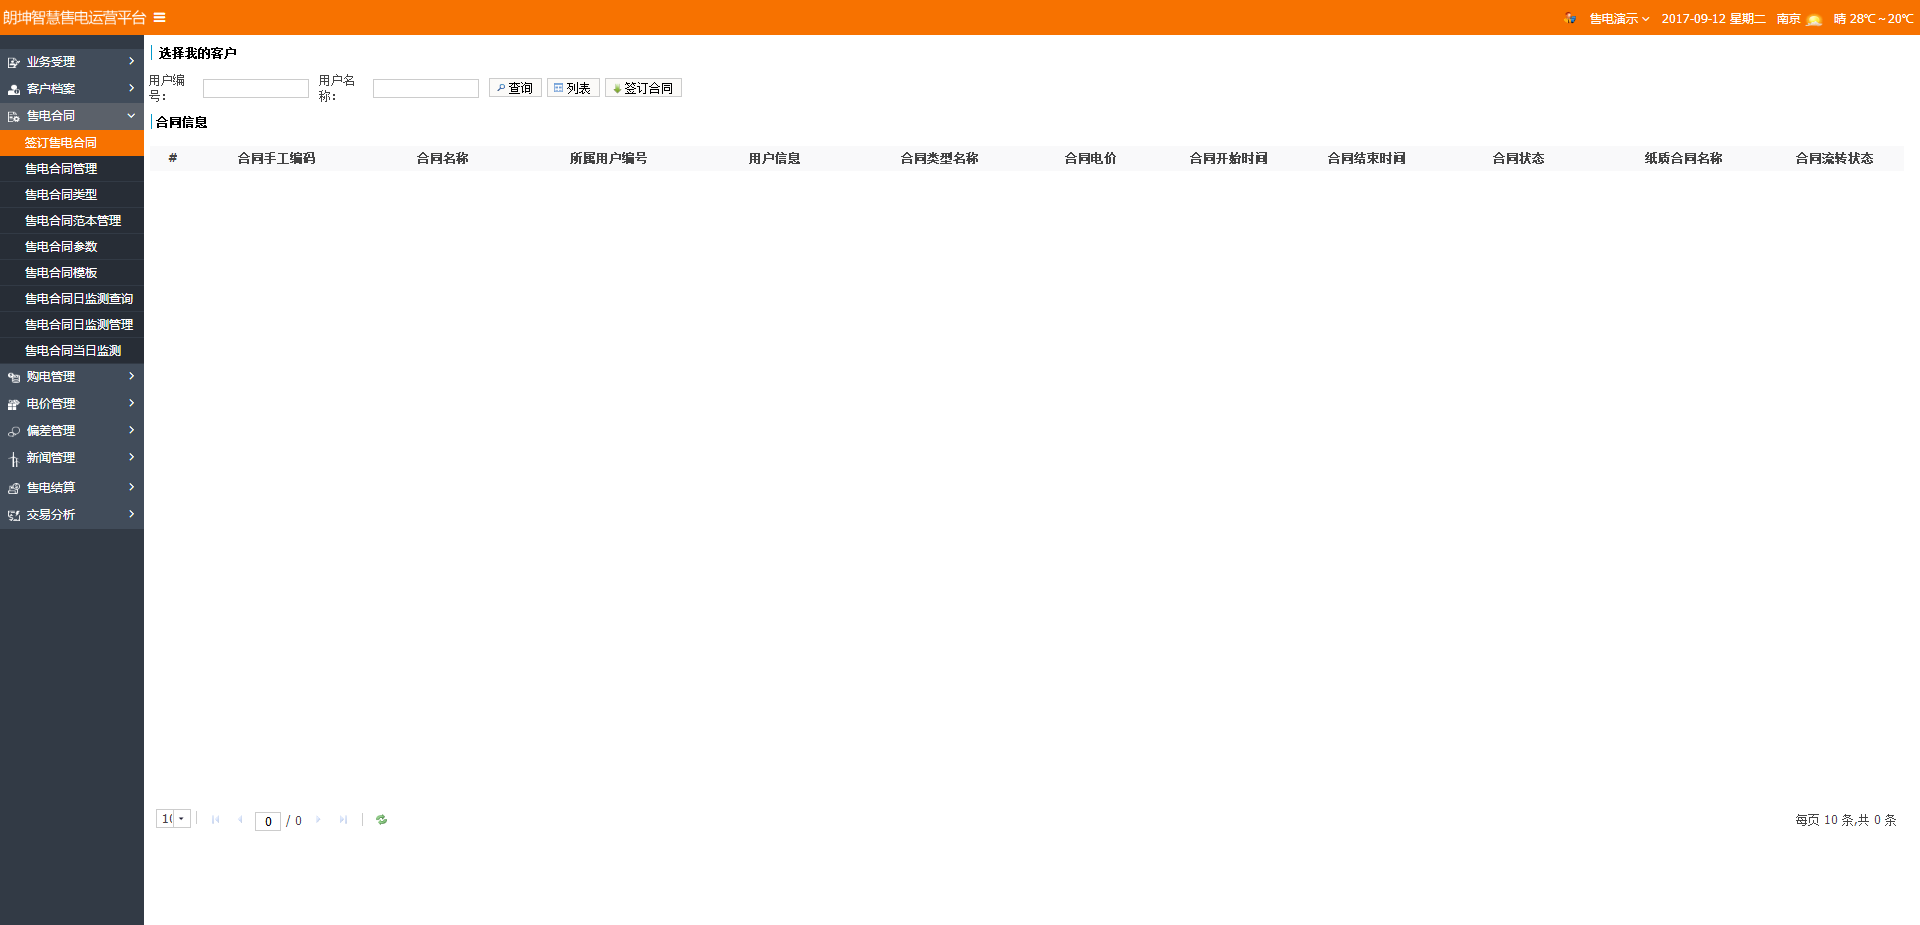 朗坤智慧售电运营平台
售电演示 2017-09-12 星期二 南京 晴 28℃～20℃
业务受理
客户档案
售电合同
签订售电合同
售电合同管理
售电合同类型
售电合同范本管理
售电合同参数
售电合同模板
售电合同日监测查询
售电合同日监测管理
售电合同当日监测
购电管理
电价管理
偏差管理
新闻管理
售电结算
交易分析
选择我的客户
用户编号：
用户名称：
查询 列表 签订合同
合同信息
# 合同手工编码 合同名称 所属用户编号 用户信息 合同类型名称 合同电价 合同开始时间 合同结束时间 合同状态 纸质合同名称 合同流转状态
10 0 / 0
每页 10 条,共 0 条